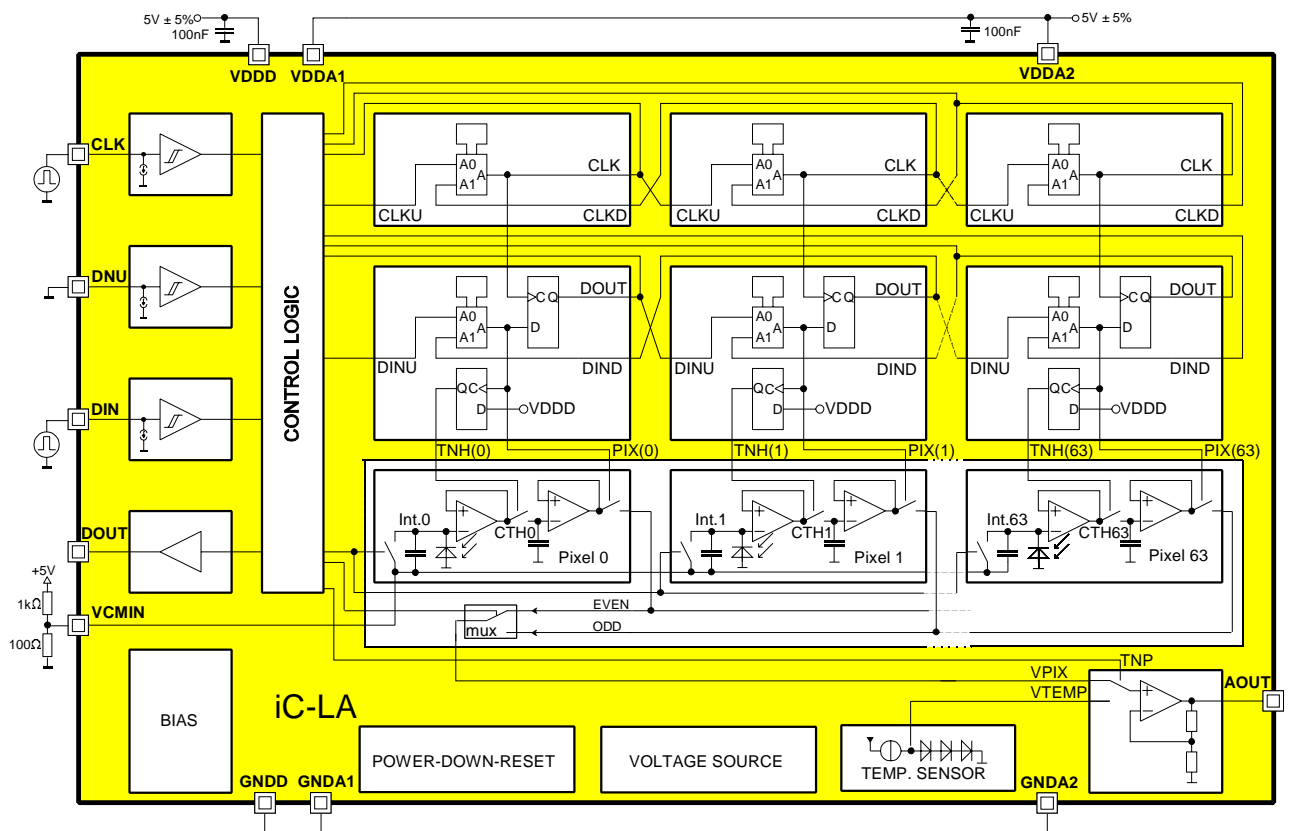 5V ± 5%
100nF
100nF
5V ± 5%
VDDD
VDDA1
VDDA2
CLK
DNU
DIN
DOUT
+5V
1kΩ
VCMIN
100Ω
CONTROL LOGIC
A0
A
A1
CLK
CLKU
CLKD
A0
A
A1
CLK
CLKU
CLKD
A0
A
A1
CLK
CLKU
CLKD
>C Q
D
DOUT
A0
A
A1
DINU
DIND
QC<
D
VDDD
>C Q
D
DOUT
A0
A
A1
DINU
DIND
QC<
D
VDDD
>C Q
D
DOUT
A0
A
A1
DINU
DIND
QC<
D
VDDD
TNH(0)
PIX(0)
TNH(1)
PIX(1)
TNH(63)
PIX(63)
Int.0
+
-
CTH0
+
-
Pixel 0
Int.1
+
-
CTH1
+
-
Pixel 1
Int.63
+
-
CTH63
+
-
Pixel 63
EVEN
mux
ODD
TNP
VPIX
VTEMP
+
-
AOUT
BIAS
iC-LA
POWER-DOWN-RESET
VOLTAGE SOURCE
TEMP. SENSOR
GNDD
GNDA1
GNDA2